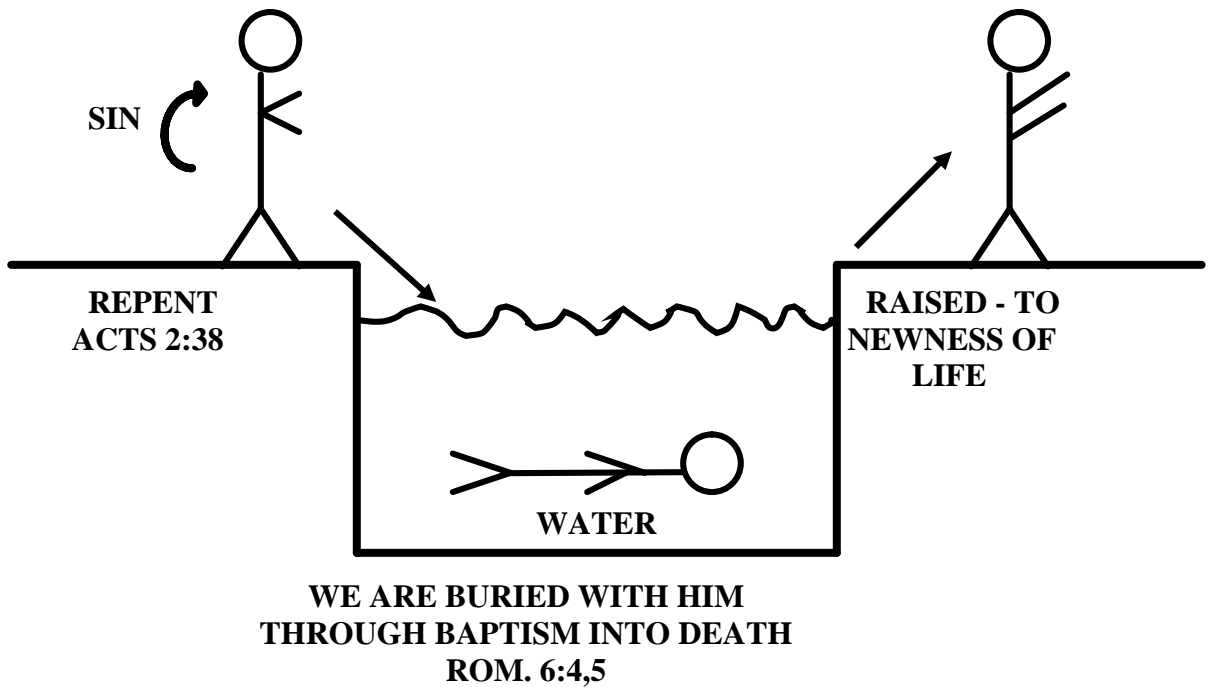 SIN
REPENT
ACTS 2:38
WATER
WE ARE BURIED WITH HIM
THROUGH BAPTISM INTO DEATH
ROM. 6:4,5
RAISED - TO
NEWNESS OF
LIFE